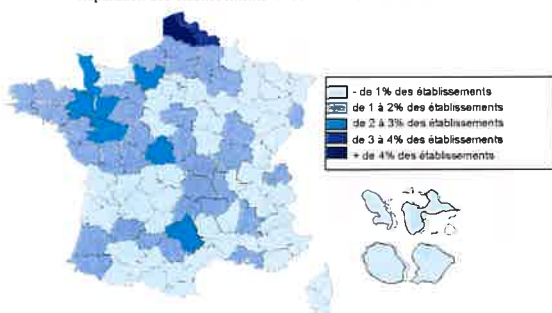 - de 1% des établissements
de 1 à 2% des établissements
de 2 à 3% des établissements
de 3 à 4% des établissements
+ de 4% des établissements